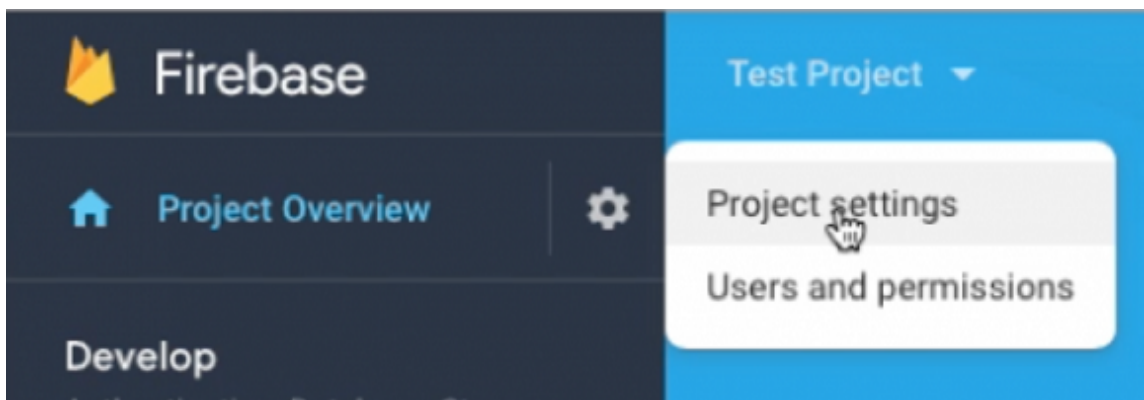 Firebase
Test Project
Project Overview
Project settings
Users and permissions
Develop